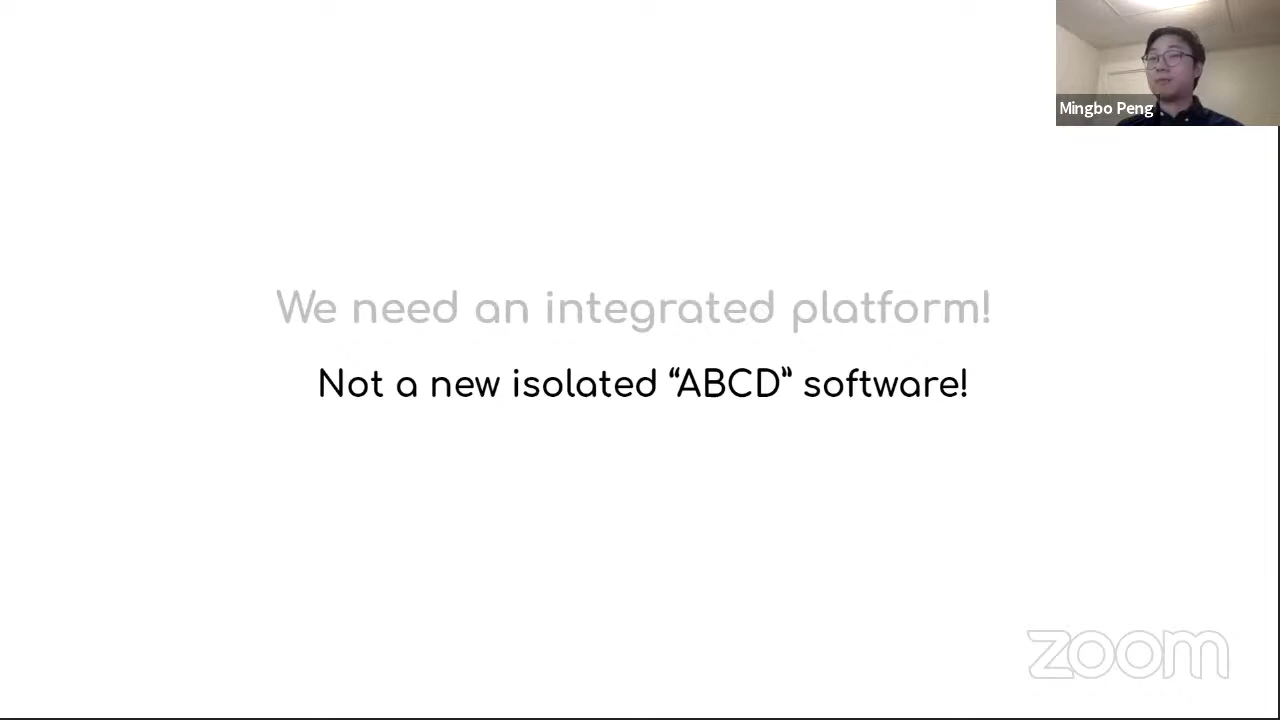 Mingbo Peng
We need an integrated platform!
Not a new isolated “ABCD” software!
zoom